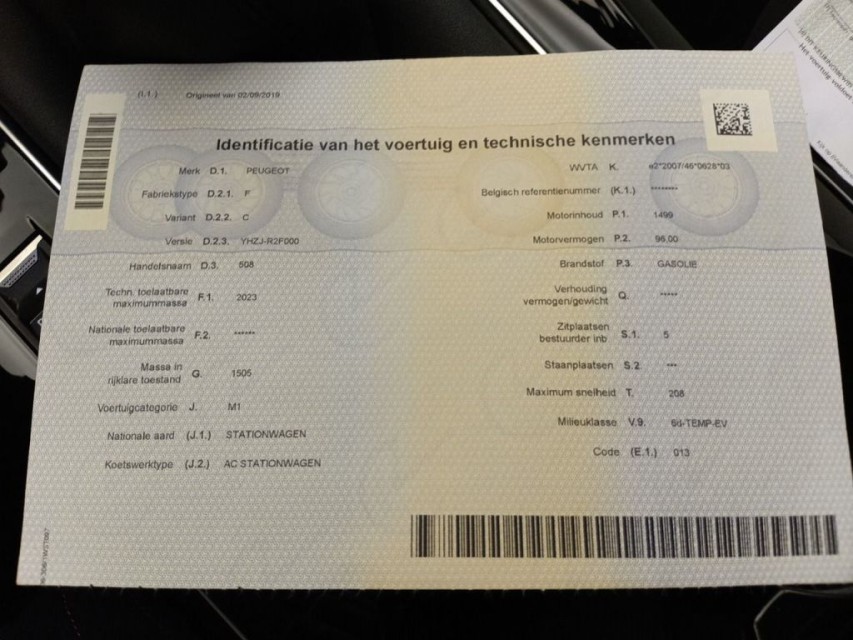 (I.1.) Origineel van 02/09/2019
Identificatie van het voertuig en technische kenmerken
Merk D.1. PEUGEOT
Fabriekstype D.2.1. F
Variant D.2.2. C
Versie D.2.3. YHZJ-R2F000
Handelsnaam D.3. 508
Techn. toelaatbare
maximummassa F.1. 2023
Nationale toelaatbare
maximummassa F.2. ******
Massa in
rijklare toestand G. 1505
Voertuigcategorie J. M1
Nationale aard (J.1.) STATIONWAGEN
Koetswerktype (J.2.) AC STATIONWAGEN
WVTA K. e2*2007/46*0628*03
Belgisch referentienummer (K.1.) ********
Motorinhoud P.1. 1499
Motorvermogen P.2. 96,00
Brandstof P.3. GASOLIE
Verhouding
vermogen/gewicht Q. *****
Zitplaatsen
bestuurder inb. S.1. 5
Staanplaatsen S.2. ***
Maximum snelheid T. 208
Milieuklasse V.9. 6d-TEMP-EV
Code (E.1.) 013
Het voertuig voldoet